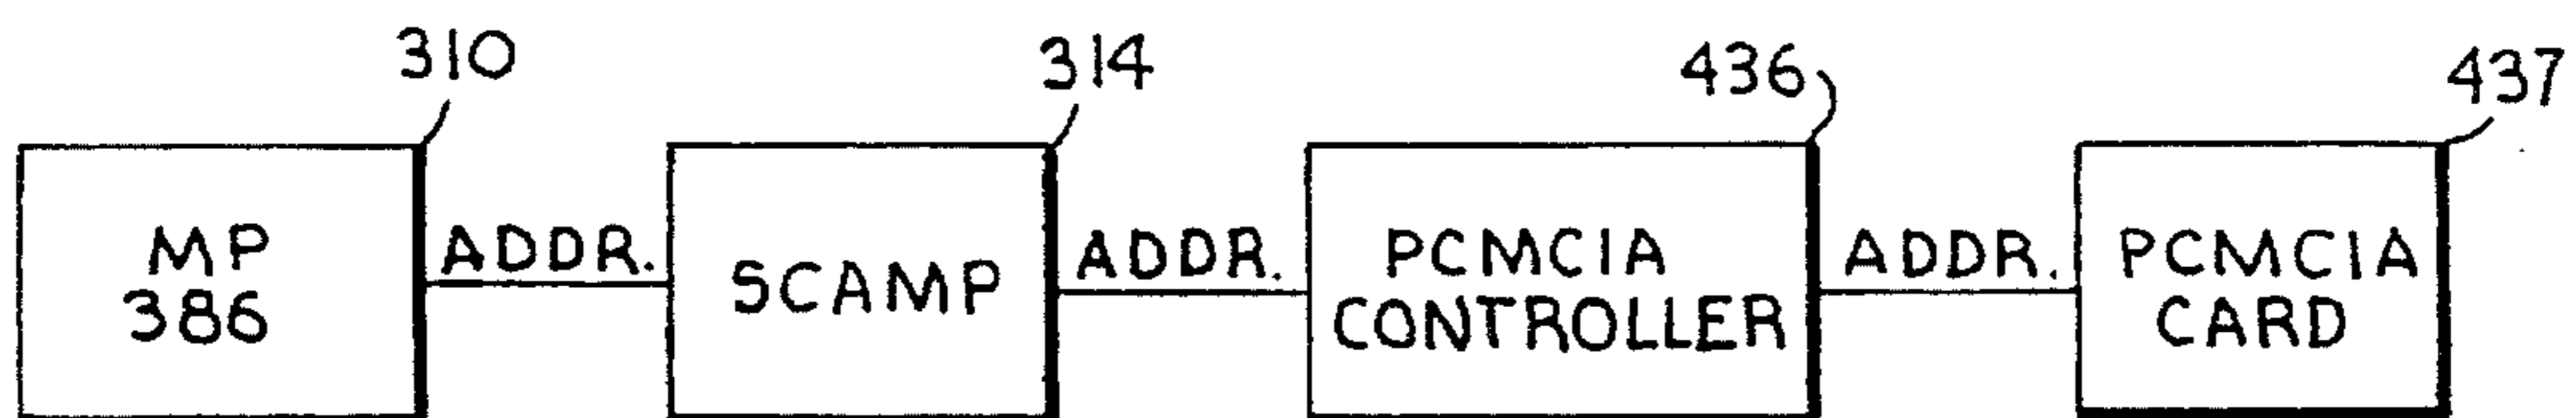 310
314
436
437
MP
386
ADDR.
SCAMP
ADDR.
PCMCIA
CONTROLLER
ADDR.
PCMCIA
CARD